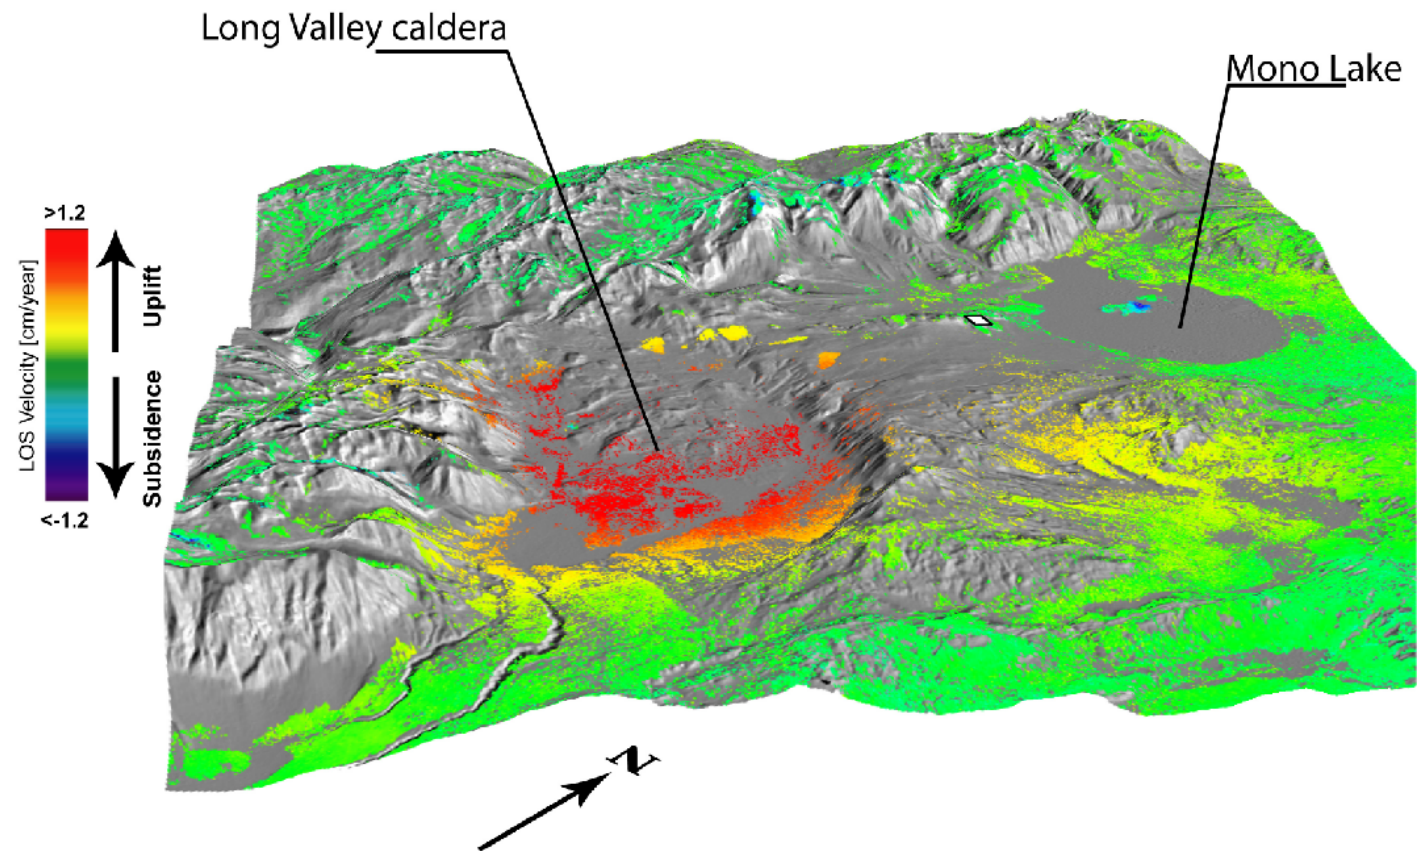 Long Valley caldera
Mono Lake
>1.2
LOS Velocity [cm/year]
Uplift
Subsidence
<-1.2
N